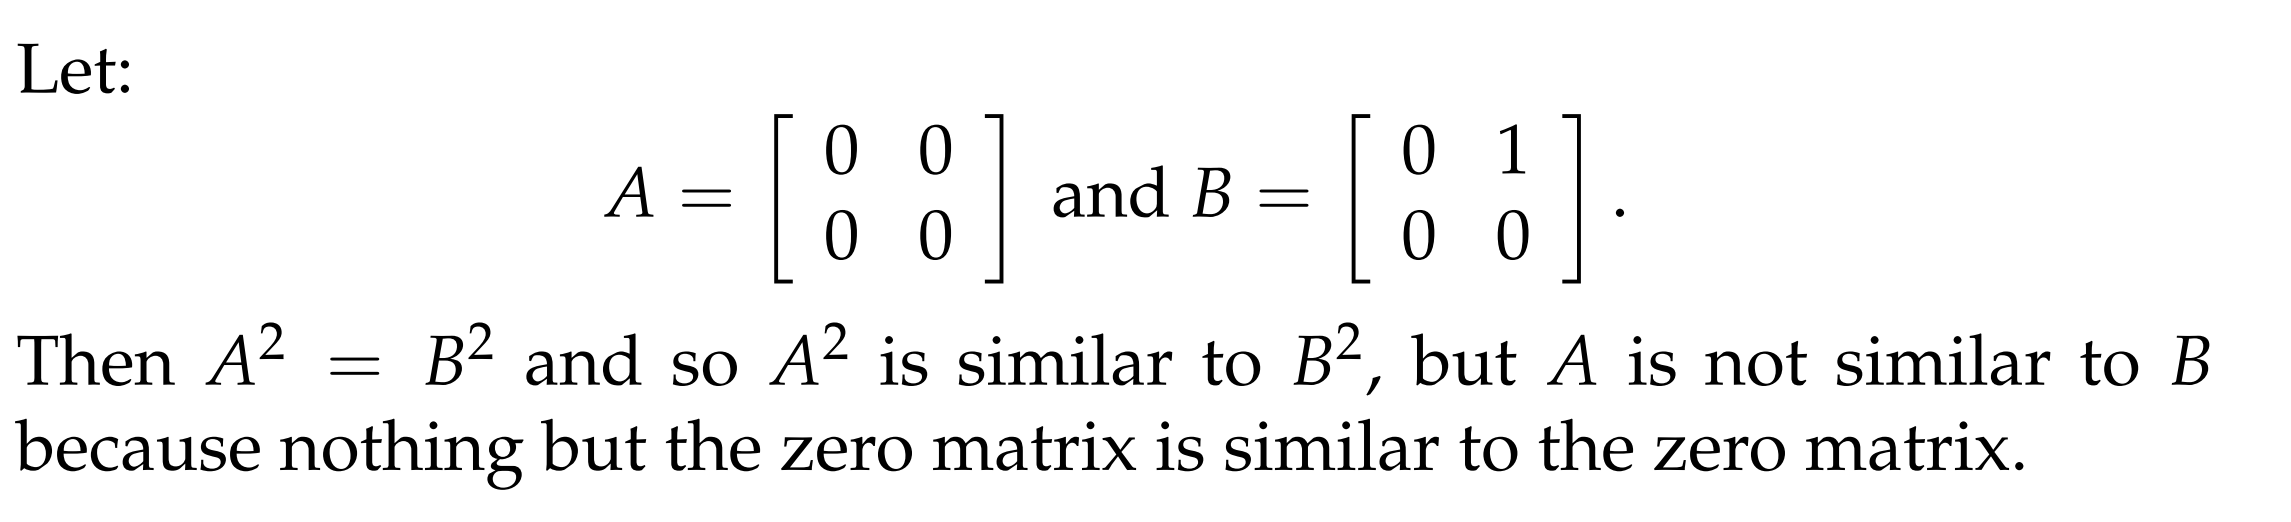 Let:
A = [ 0 0 ; 0 0 ] and B = [ 0 1 ; 0 0 ] .
Then A² = B² and so A² is similar to B², but A is not similar to B
because nothing but the zero matrix is similar to the zero matrix.